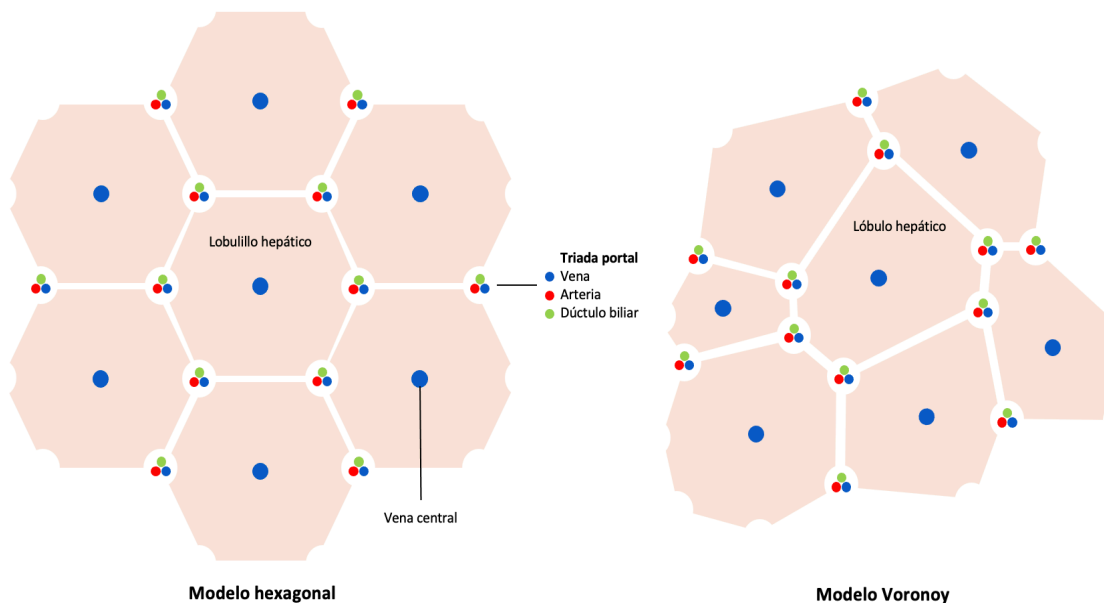 Lobulillo hepático
Triada portal
Vena
Arteria
Dúctulo biliar
Vena central
Modelo hexagonal
Lóbulo hepático
Modelo Voronoy